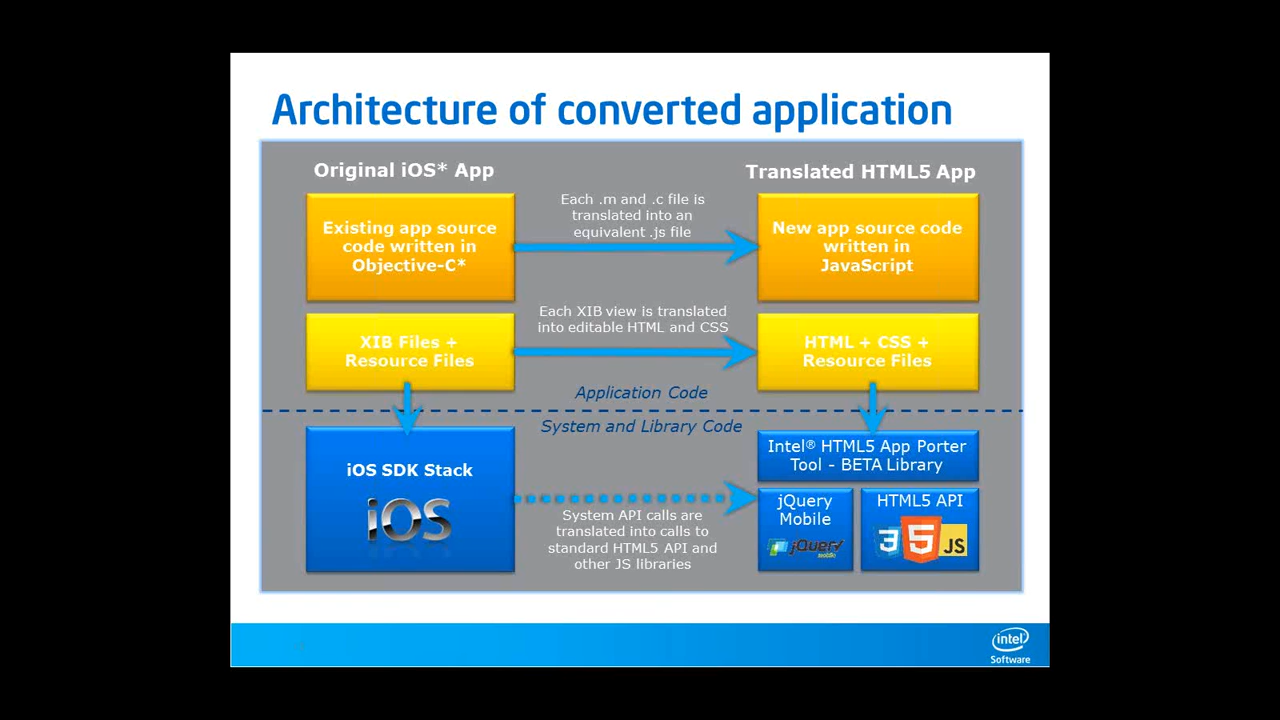 Architecture of converted application
Original iOS* App
Translated HTML5 App
Existing app source
code written in
Objective-C*
Each .m and .c file is
translated into an
equivalent .js file
New app source code
written in
JavaScript
XIB Files +
Resource Files
Each XIB view is translated
into editable HTML and CSS
HTML + CSS +
Resource Files
Application Code
System and Library Code
iOS SDK Stack
iOS
System API calls are
translated into calls to
standard HTML5 API and
other JS libraries
Intel® HTML5 App Porter
Tool - BETA Library
jQuery
Mobile
jQuery
mobile
HTML5 API
3 5 JS
intel
Software